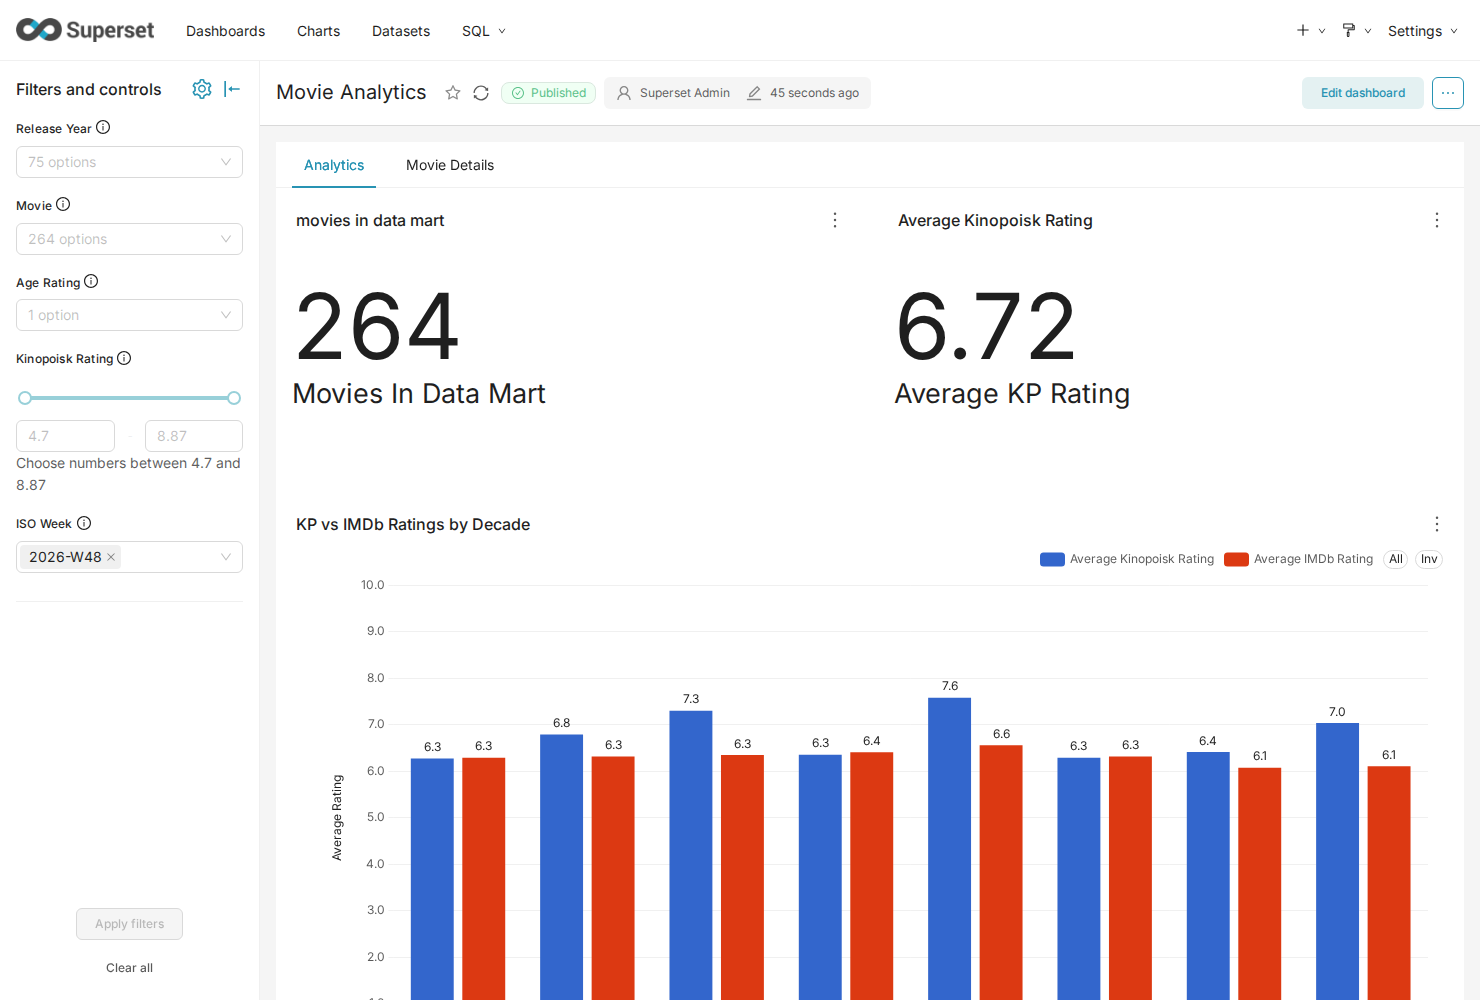 Superset
Dashboards
Charts
Datasets
SQL
Settings
Filters and controls
Release Year
75 options
Movie
264 options
Age Rating
1 option
Kinopoisk Rating
4.7 - 8.87
Choose numbers between 4.7 and
8.87
ISO Week
2026-W48
Apply filters
Clear all
Movie Analytics
Published
Superset Admin
45 seconds ago
Edit dashboard
Analytics
Movie Details
movies in data mart
264
Movies In Data Mart
Average Kinopoisk Rating
6.72
Average KP Rating
KP vs IMDb Ratings by Decade
Average Kinopoisk Rating
Average IMDb Rating
All
Inv
10.0
9.0
8.0
7.0
6.0
5.0
4.0
3.0
2.0
Average Rating
6.3
6.3
6.8
6.3
7.3
6.3
6.3
6.4
7.6
6.6
6.3
6.3
6.4
6.1
7.0
6.1